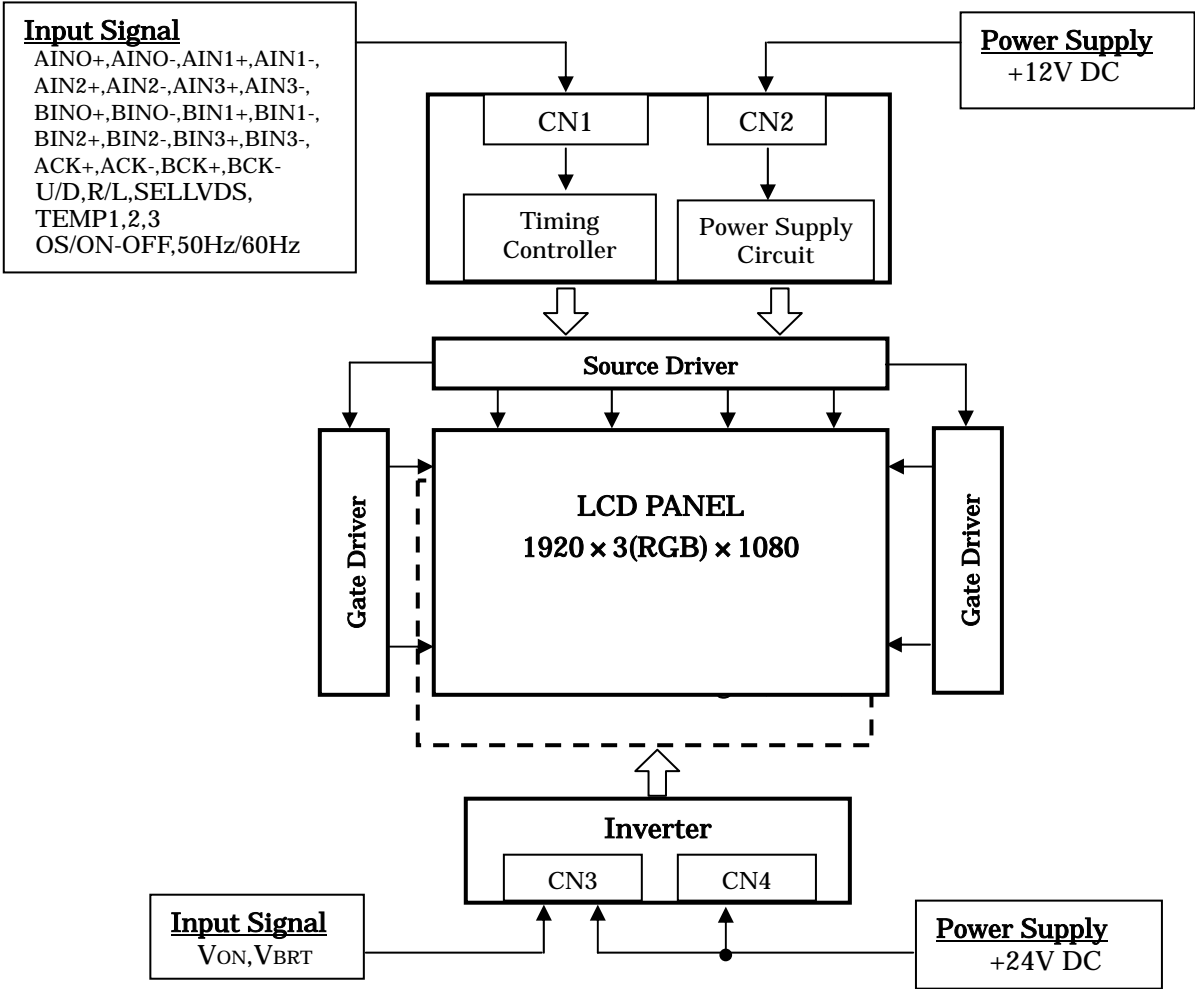 Input Signal
AINO+,AINO-,AIN1+,AIN1-,
AIN2+,AIN2-,AIN3+,AIN3-,
BINO+,BINO-,BIN1+,BIN1-,
BIN2+,BIN2-,BIN3+,BIN3-,
ACK+,ACK-,BCK+,BCK-
U/D,R/L,SELLVDS,
TEMP1,2,3
OS/ON-OFF,50Hz/60Hz
Power Supply
+12V DC
CN1
CN2
Timing
Controller
Power Supply
Circuit
Source Driver
Gate Driver
LCD PANEL
1920 × 3(RGB) × 1080
Gate Driver
Inverter
CN3
CN4
Input Signal
VON,VBRT
Power Supply
+24V DC